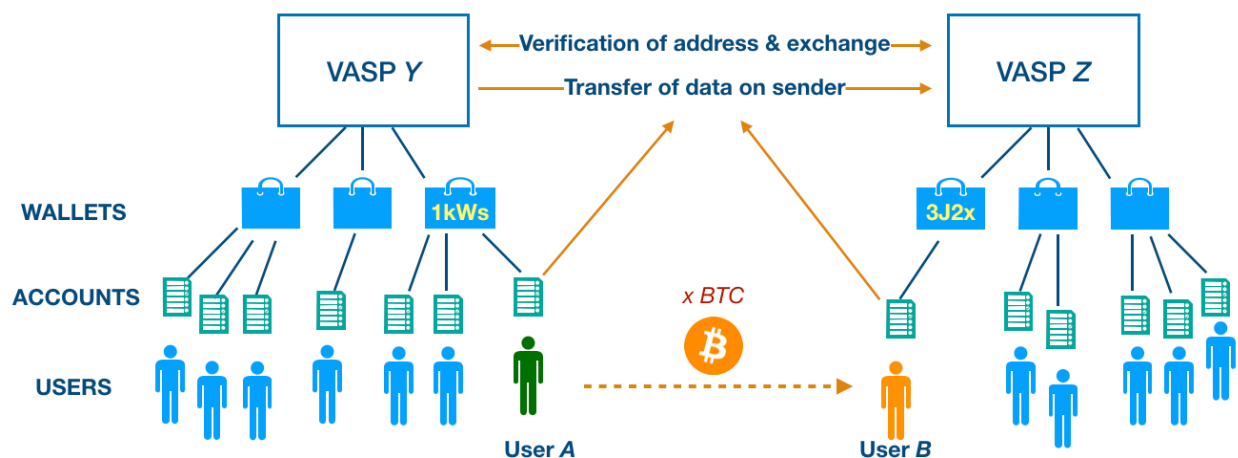 VASP Y
Verification of address & exchange
VASP Z
Transfer of data on sender
WALLETS
1kWs
3J2x
ACCOUNTS
x BTC
USERS
User A
User B